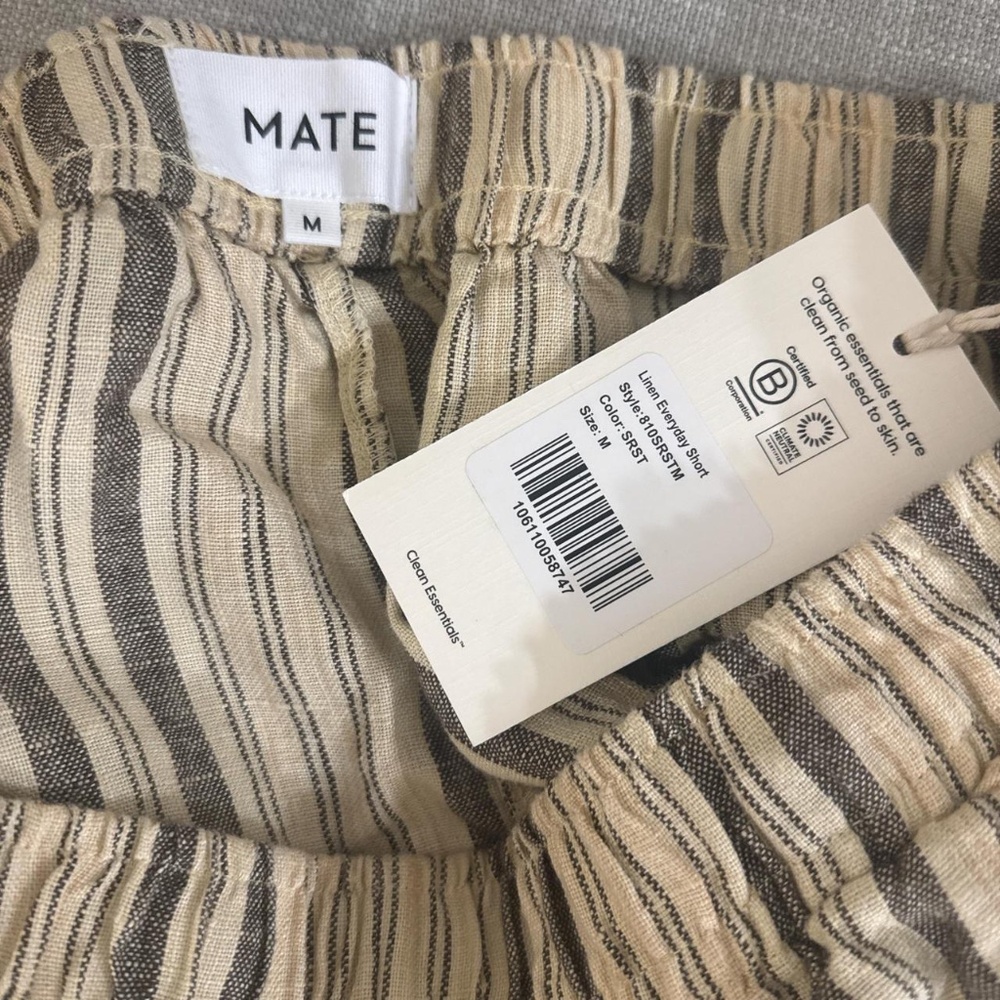 MATE
M
Organic essentials that are
clean from seed to skin.
Certified
B
Corporation
CLIMATE
NEUTRAL
CERTIFIED
Linen Everyday Short
Style:810SRSTM
Color: SRST
Size: M
106110058747
Clean Essentials™